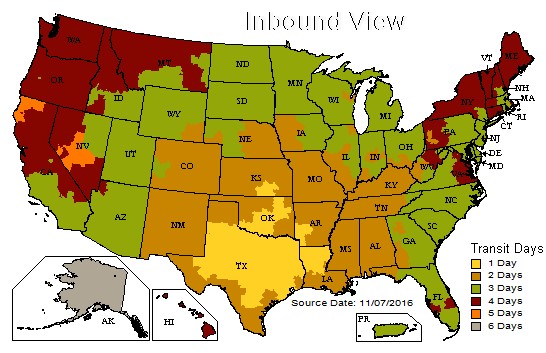 Inbound View
WA
OR
MT
ID
ND
MN
SD
WY
WI
MI
VT
ME
NH
MA
RI
CT
NY
NJ
DE
MD
PA
NV
UT
CO
NE
IA
IL
IN
OH
WV
KS
MO
KY
CA
AZ
NM
OK
AR
TN
NC
SC
TX
LA
MS
AL
GA
FL
AK
HI
PR
Source Date: 11/07/2016
Transit Days
1 Day
2 Days
3 Days
4 Days
5 Days
6 Days